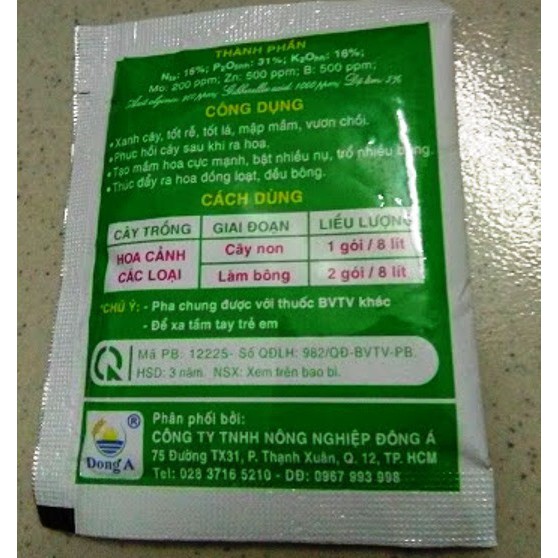 THÀNH PHẦN
Nts: 16%; P2O5hh: 31%; K2Ohh: 16%;
Mo: 200 ppm; Zn: 500 ppm; B: 500 ppm;
CÔNG DỤNG
•Xanh cây, tốt rễ, tốt lá, mập mầm, vươn chồi.
•Phục hồi cây sau khi ra hoa.
•Tạo mầm hoa cực mạnh, bật nhiều nụ, trổ nhiều bông.
•Thúc đẩy ra hoa đồng loạt, đều bông.
CÁCH DÙNG
CÂY TRỒNG GIAI ĐOẠN LIỀU LƯỢNG
HOA CẢNH CÁC LOẠI Cây non 1 gói / 8 lít
Làm bông 2 gói / 8 lít
*CHÚ Ý: - Pha chung được với thuốc BVTV khác
- Để xa tầm tay trẻ em
Mã PB: 12225- Số QĐLH: 982/QĐ-BVTV-PB.
HSD: 3 năm. NSX: Xem trên bao bì.
Phân phối bởi:
CÔNG TY TNHH NÔNG NGHIỆP ĐÔNG Á
75 Đường TX31, P. Thạnh Xuân, Q. 12, TP. HCM
Tel: 028 3716 5210 - DĐ: 0967 993 998
®
Dong A